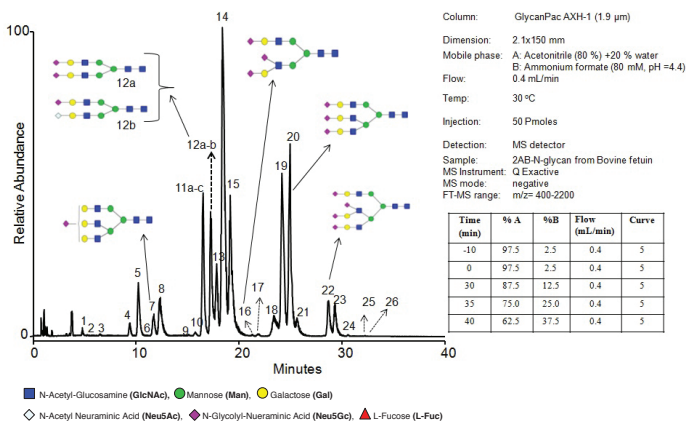 100
Relative Abundance
0
14
12a
12b
12a-b
11a-c
13
15
5
8
7
4
1
2
3
6
9
10
16
17
18
19
20
21
22
23
24
25
26
0
10
20
30
40
Minutes
Column: GlycanPac AXH-1 (1.9 µm)
Dimension: 2.1x150 mm
Mobile phase: A: Acetonitrile (80 %) +20 % water
B: Ammonium formate (80 mM, pH =4.4)
Flow: 0.4 mL/min
Temp: 30 ºC
Injection: 50 Pmoles
Detection: MS detector
Sample: 2AB-N-glycan from Bovine fetuin
MS Instrument: Q Exactive
MS mode: negative
FT-MS range: m/z= 400-2200
Time (min) % A %B Flow (mL/min) Curve
-10 97.5 2.5 0.4 5
0 97.5 2.5 0.4 5
30 87.5 12.5 0.4 5
35 75.0 25.0 0.4 5
40 62.5 37.5 0.4 5
N-Acetyl-Glucosamine (GlcNAc), Mannose (Man), Galactose (Gal)
N-Acetyl Neuraminic Acid (Neu5Ac), N-Glycolyl-Nueraminic Acid (Neu5Gc), L-Fucose (L-Fuc)